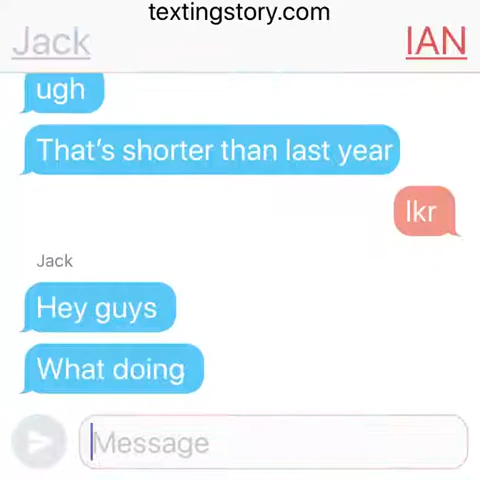 textingstory.com
Jack
IAN
ugh
That's shorter than last year
Ikr
Jack
Hey guys
What doing
Message